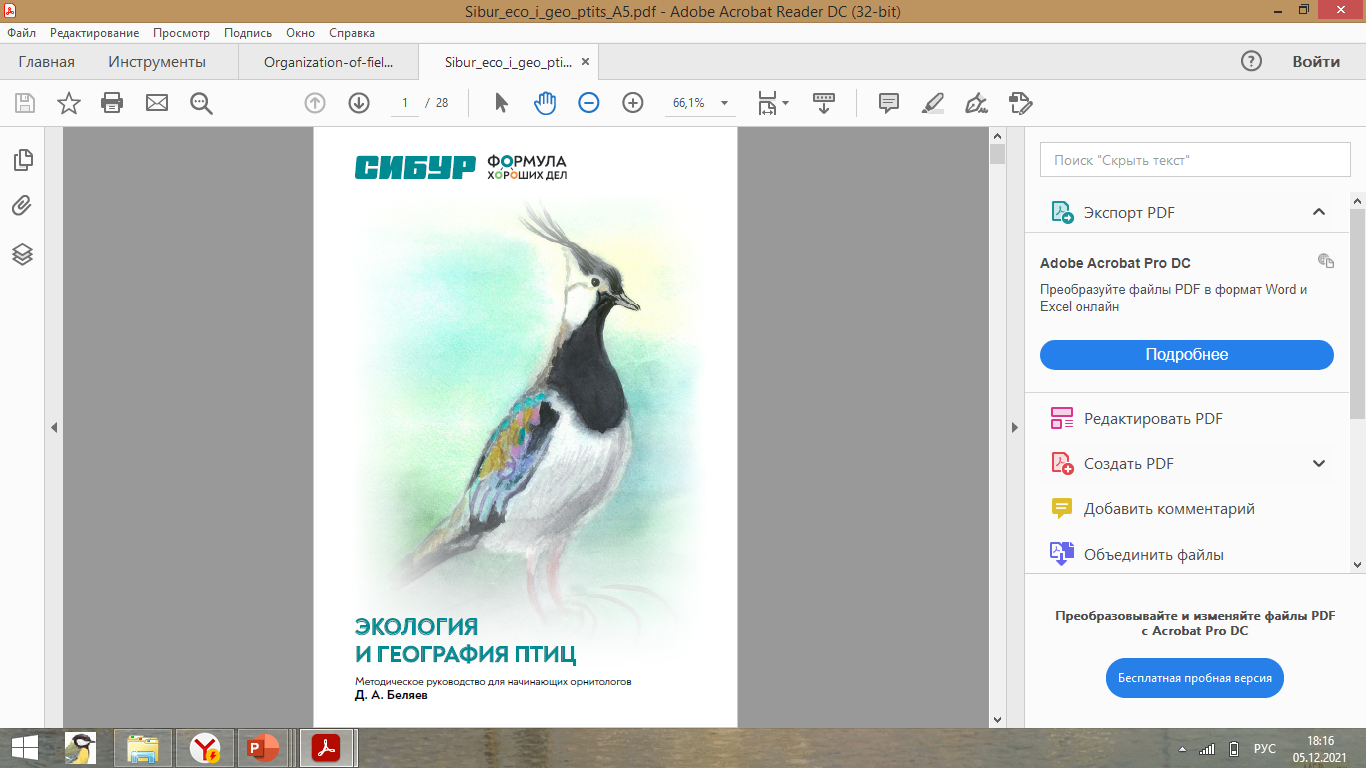 Sibur_eco_i_geo_ptits_A5.pdf - Adobe Acrobat Reader DC (32-bit)
Файл Редактирование Просмотр Подпись Окно Справка
Главная Инструменты Organization-of-fiel... Sibur_eco_i_geo_pti... Войти
1 / 28 66,1%
СИБУР
ФОРМУЛА
ХОРОШИХ ДЕЛ
ЭКОЛОГИЯ
И ГЕОГРАФИЯ ПТИЦ
Методическое руководство для начинающих орнитологов
Д. А. Беляев
Поиск "Скрыть текст"
Экспорт PDF
Adobe Acrobat Pro DC
Преобразуйте файлы PDF в формат Word и
Excel онлайн
Подробнее
Редактировать PDF
Создать PDF
Добавить комментарий
Объединить файлы
Преобразовывайте и изменяйте файлы PDF
с Acrobat Pro DC
Бесплатная пробная версия
РУС
18:16
05.12.2021